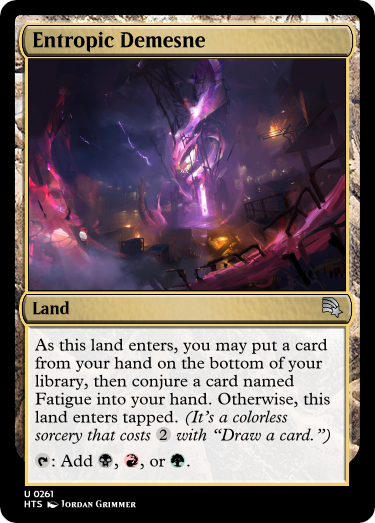 Entropic Demesne
Land
As this land enters, you may put a card
from your hand on the bottom of your
library, then conjure a card named
Fatigue into your hand. Otherwise, this
land enters tapped. (It's a colorless
sorcery that costs 2 with “Draw a card.”)
: Add , , or .
U 0261
HTS Jordan Grimmer